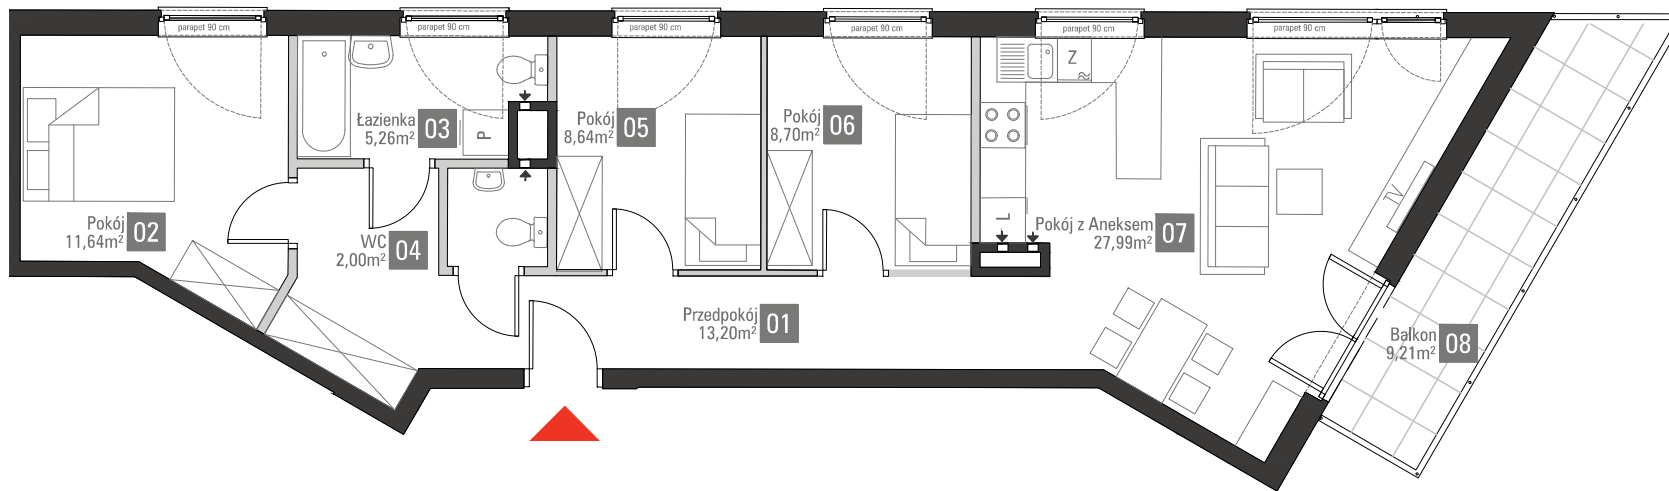 parapet 90 cm
parapet 90 cm
parapet 90 cm
parapet 90 cm
parapet 90 cm
parapet 90 cm
Pokój
11,64m² 02
Łazienka
5,26m² 03
P
WC
2,00m² 04
Pokój
8,64m² 05
Pokój
8,70m² 06
Z
L
Pokój z Aneksem
27,99m² 07
TV
Przedpokój
13,20m² 01
Balkon
9,21m² 08